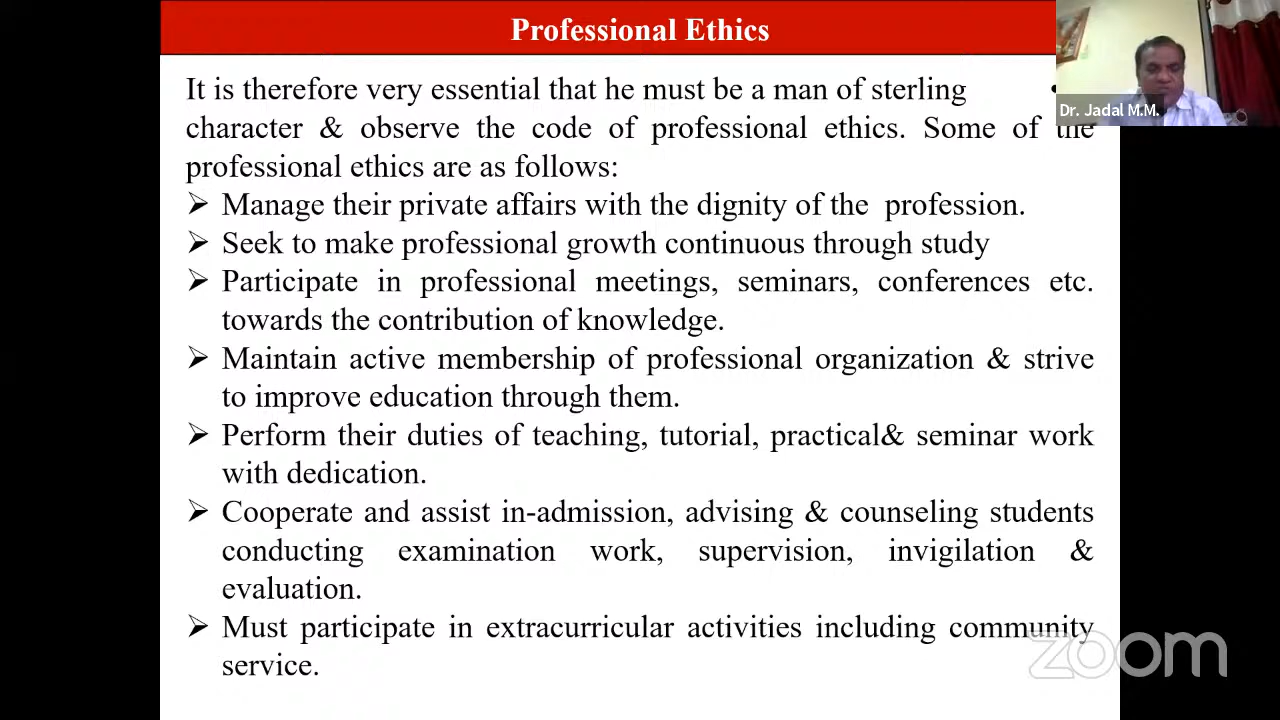 Professional Ethics
Dr. Jadal M.M.
It is therefore very essential that he must be a man of sterling
character & observe the code of professional ethics. Some of the
professional ethics are as follows:
➢ Manage their private affairs with the dignity of the profession.
➢ Seek to make professional growth continuous through study
➢ Participate in professional meetings, seminars, conferences etc.
towards the contribution of knowledge.
➢ Maintain active membership of professional organization & strive
to improve education through them.
➢ Perform their duties of teaching, tutorial, practical& seminar work
with dedication.
➢ Cooperate and assist in-admission, advising & counseling students
conducting examination work, supervision, invigilation &
evaluation.
➢ Must participate in extracurricular activities including community
service.
zoom